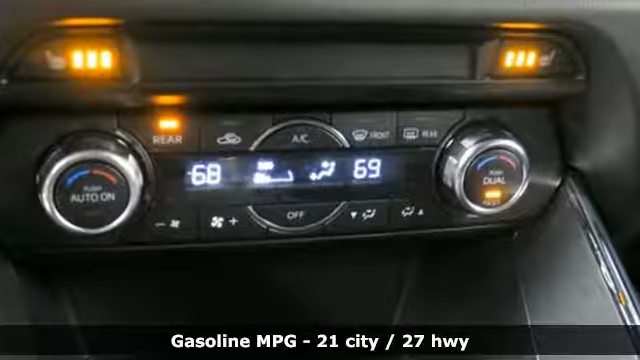 REAR
A/C
FRONT
REAR
PUSH
AUTO ON
68
69
PUSH
DUAL
OFF
Gasoline MPG - 21 city / 27 hwy